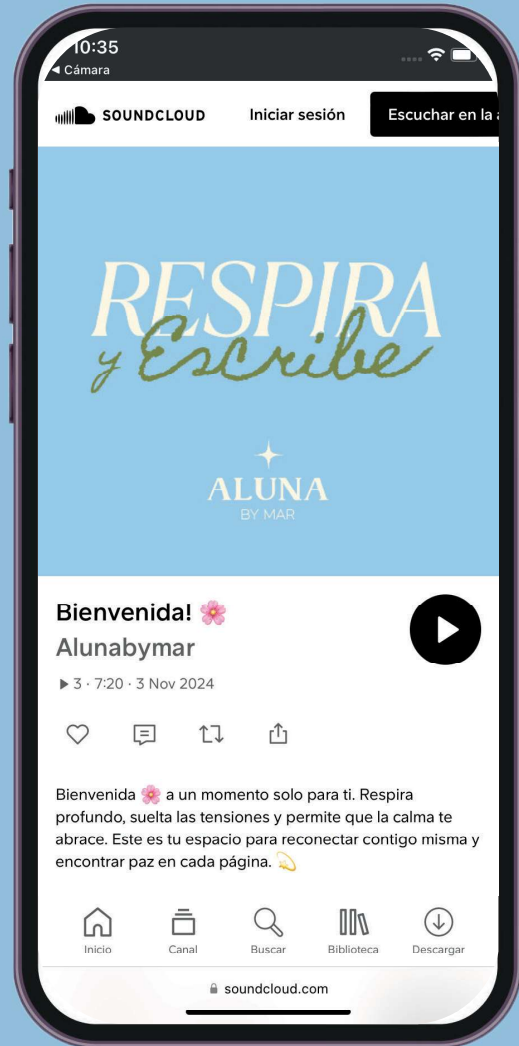 10:35
◄ Cámara
SOUNDCLOUD
Iniciar sesión
Escuchar en la a
RESPIRA
y Escribe
ALUNA
BY MAR
Bienvenida! 🌸
Alunabymar
▶ 3 · 7:20 · 3 Nov 2024
Bienvenida 🌸 a un momento solo para ti. Respira
profundo, suelta las tensiones y permite que la calma te
abrace. Este es tu espacio para reconectar contigo misma y
encontrar paz en cada página. 💫
Inicio
Canal
Buscar
Biblioteca
Descargar
soundcloud.com